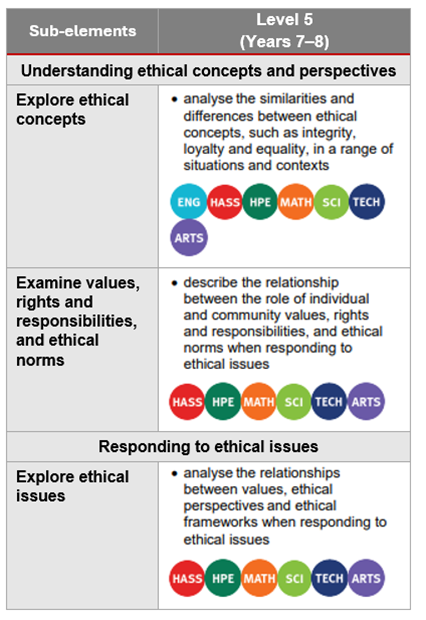 Sub-elements
Level 5
(Years 7–8)
Understanding ethical concepts and perspectives
Explore ethical
concepts
• analyse the similarities and
differences between ethical
concepts, such as integrity,
loyalty and equality, in a range of
situations and contexts
ENG HASS HPE MATH SCI TECH
ARTS
Examine values,
rights and
responsibilities,
and ethical
norms
• describe the relationship
between the role of individual
and community values, rights
and responsibilities, and ethical
norms when responding to
ethical issues
HASS HPE MATH SCI TECH ARTS
Responding to ethical issues
Explore ethical
issues
• analyse the relationships
between values, ethical
perspectives and ethical
frameworks when responding to
ethical issues
HASS HPE MATH SCI TECH ARTS